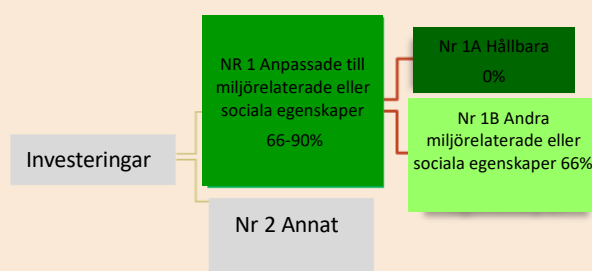 Investeringar
NR 1 Anpassade till
miljörelaterade eller
sociala egenskaper
66-90%
Nr 2 Annat
Nr 1A Hållbara
0%
Nr 1B Andra
miljörelaterade eller
sociala egenskaper 66%